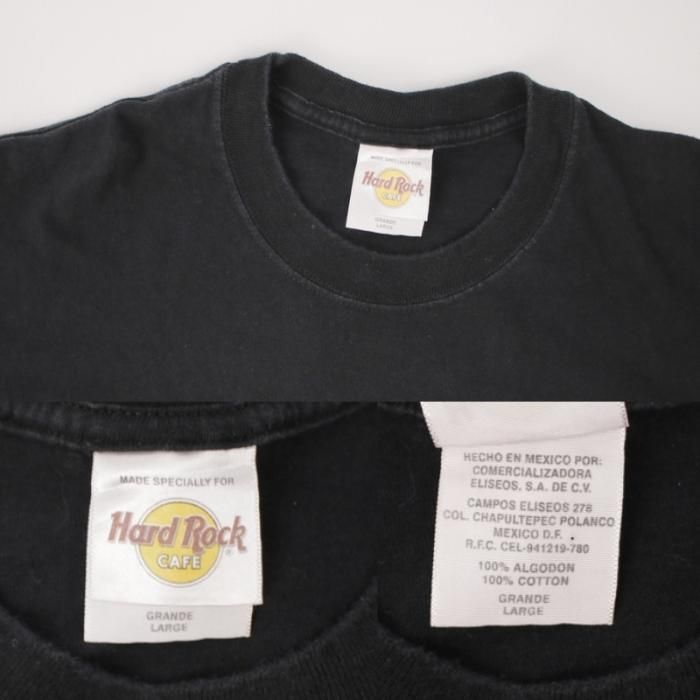 MADE SPECIALLY FOR
Hard Rock
CAFE
GRANDE
LARGE
MADE SPECIALLY FOR
Hard Rock
CAFE
®
GRANDE
LARGE
HECHO EN MEXICO POR:
COMERCIALIZADORA
ELISEOS, S.A. DE C.V.
CAMPOS ELISEOS 278
COL. CHAPULTEPEC POLANCO
MEXICO D.F.
R.F.C. CEL-941219-780
100% ALGODON
100% COTTON
GRANDE
LARGE